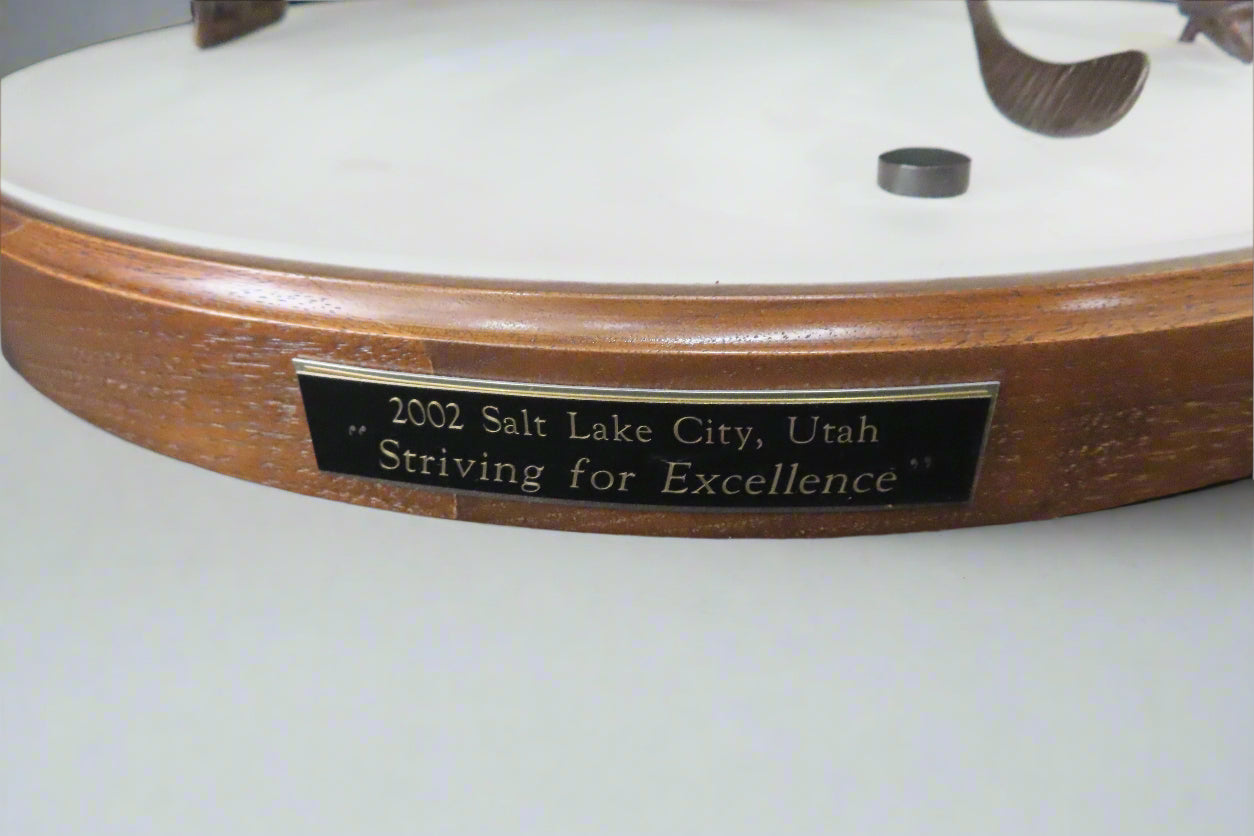 2002 Salt Lake City, Utah
“Striving for Excellence”